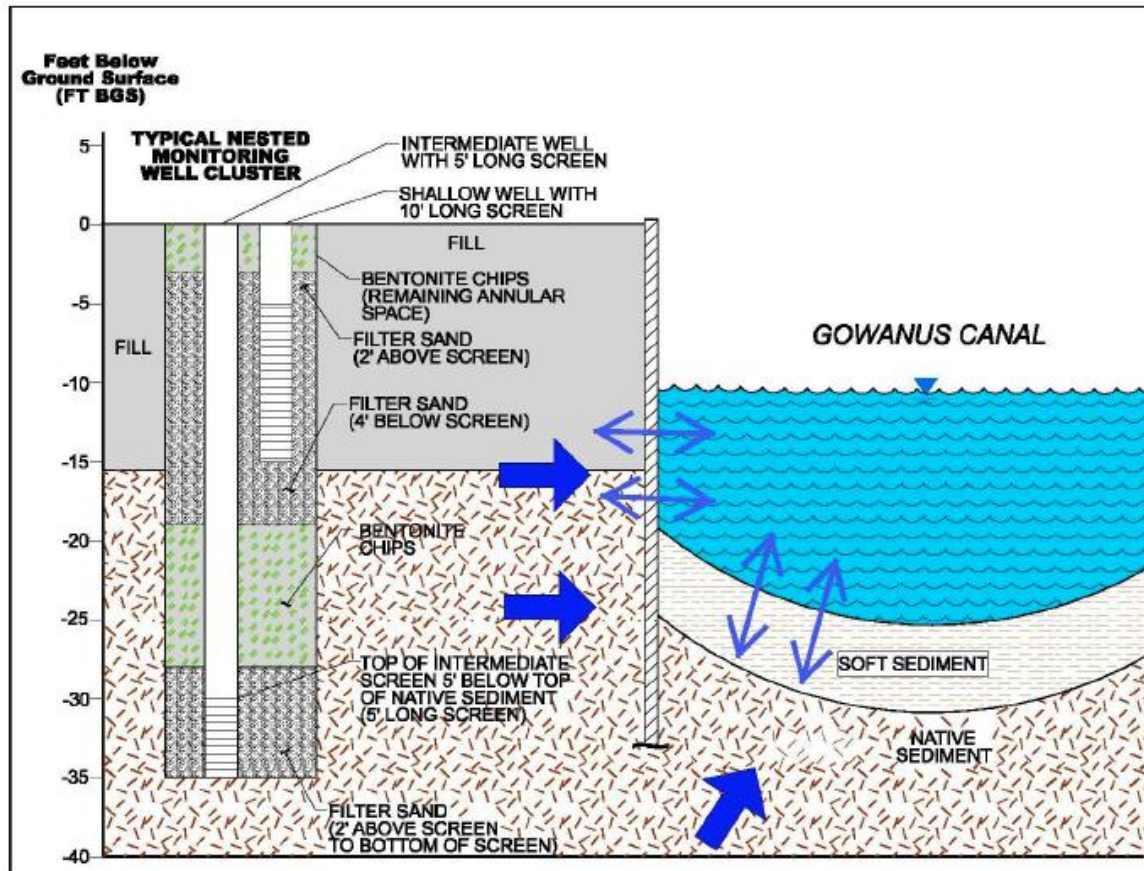 Feet Below
Ground Surface
(FT BGS)
TYPICAL NESTED
MONITORING
WELL CLUSTER
INTERMEDIATE WELL
WITH 5' LONG SCREEN
SHALLOW WELL WITH
10' LONG SCREEN
5
0
-5
-10
-15
-20
-25
-30
-35
-40
FILL
FILL
BENTONITE CHIPS
(REMAINING ANNULAR
SPACE)
FILTER SAND
(2' ABOVE SCREEN)
FILTER SAND
(4' BELOW SCREEN)
BENTONITE
CHIPS
TOP OF INTERMEDIATE
SCREEN 5' BELOW TOP
OF NATIVE SEDIMENT
(5' LONG SCREEN)
FILTER SAND
(2' ABOVE SCREEN
TO BOTTOM OF SCREEN)
GOWANUS CANAL
SOFT SEDIMENT
NATIVE
SEDIMENT